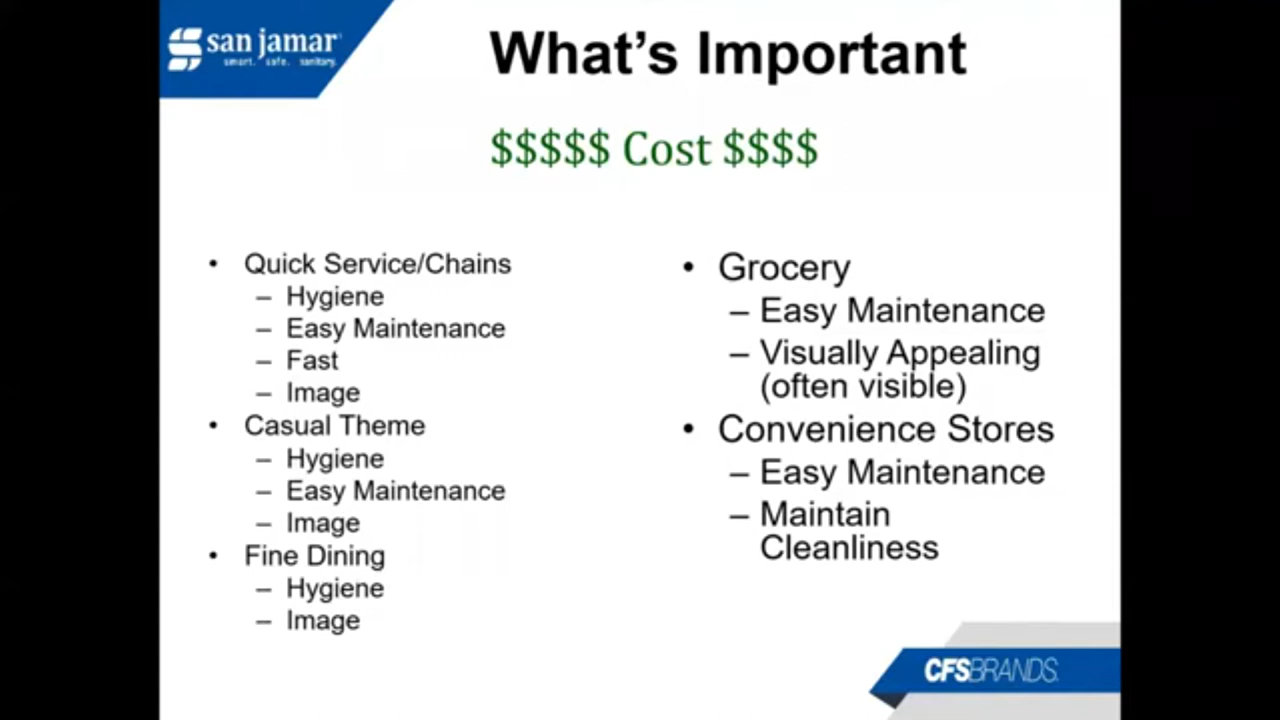 san jamar
smart. safe. sanitary.
What's Important
$$$$$ Cost $$$$
• Quick Service/Chains
– Hygiene
– Easy Maintenance
– Fast
– Image
• Casual Theme
– Hygiene
– Easy Maintenance
– Image
• Fine Dining
– Hygiene
– Image
• Grocery
– Easy Maintenance
– Visually Appealing
(often visible)
• Convenience Stores
– Easy Maintenance
– Maintain
Cleanliness
CFSBRANDS